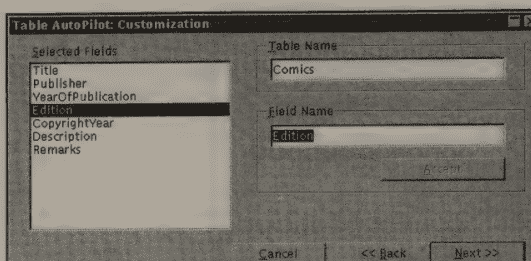 Table AutoPilot: Customization
Selected Fields
Title
Publisher
YearOfPublication
Edition
CopyrightYear
Description
Remarks
Table Name
Comics
Field Name
Edition
Accept
Cancel
<< Back
Next >>